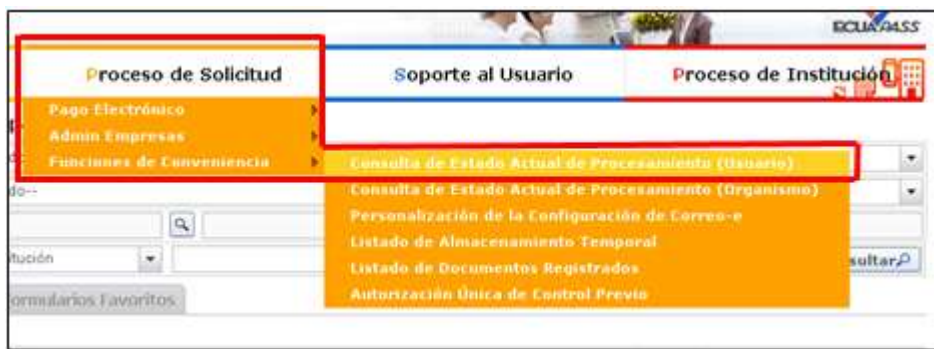 ECUAPASS
Proceso de Solicitud Soporte al Usuario Proceso de Institución
Pago Electrónico
Admin Empresas
Funciones de Conveniencia Consulta de Estado Actual de Procesamiento (Usuario)
do-- Consulta de Estado Actual de Procesamiento (Organismo)
Personalización de la Configuración de Correo-e
Listado de Almacenamiento Temporal
itución Listado de Documentos Registrados sultar
ormularios Favoritos Autorización Única de Control Previo